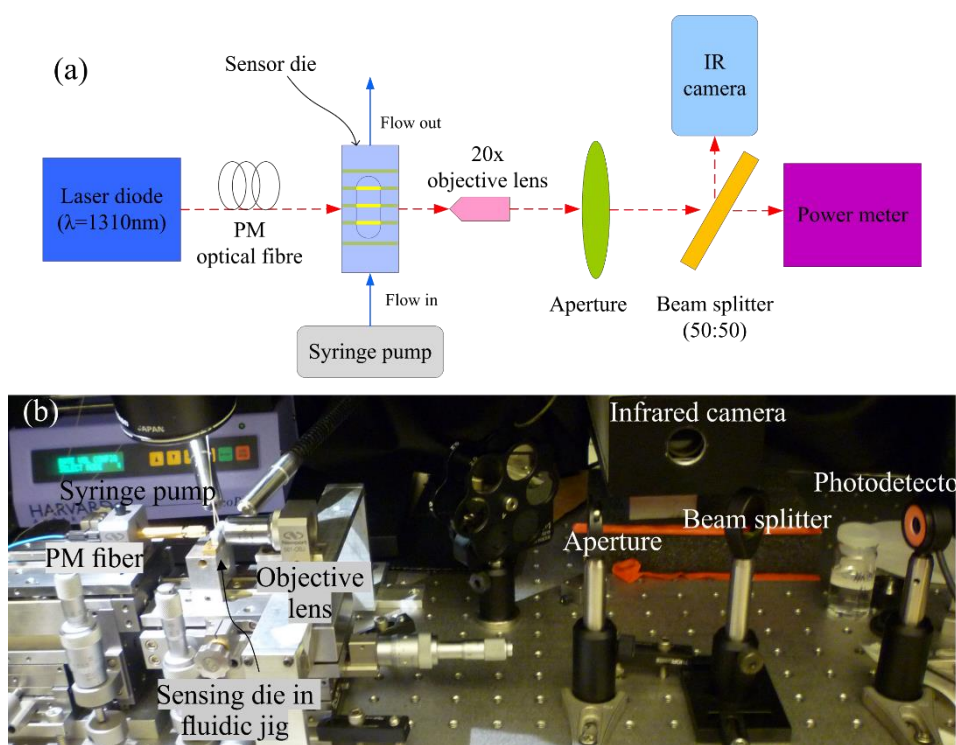 (a)
Sensor die
Flow out
IR
camera
20x
objective lens
Laser diode
(λ=1310nm)
PM
optical fibre
Power meter
Flow in
Aperture
Beam splitter
(50:50)
Syringe pump
(b)
JAPAN
Infrared camera
Syringe pump
HARVARD
Photodetecto
Beam splitter
PM fiber
Aperture
Objective
lens
Sensing die in
fluidic jig